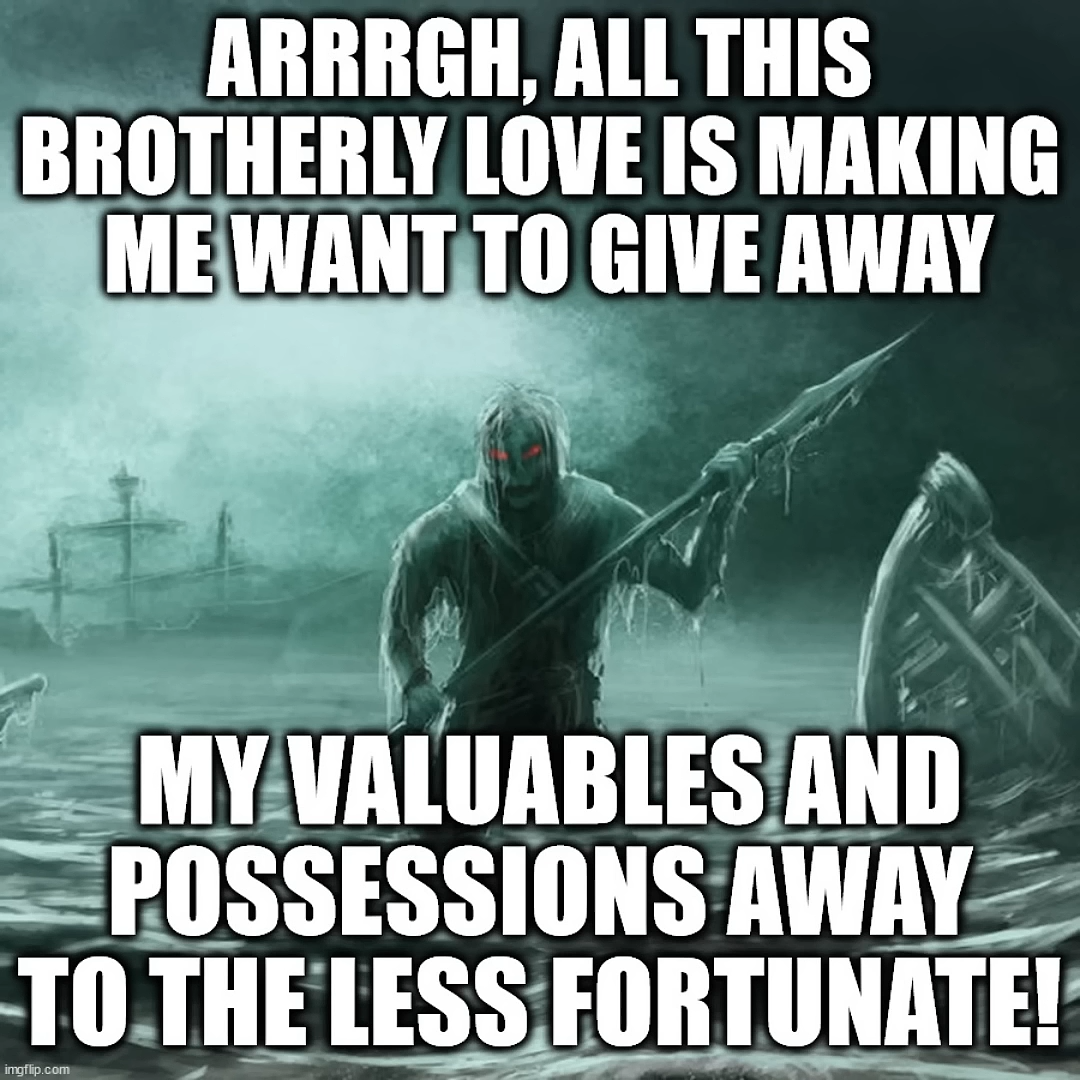 ARRRGH, ALL THIS
BROTHERLY LOVE IS MAKING
ME WANT TO GIVE AWAY
MY VALUABLES AND
POSSESSIONS AWAY
TO THE LESS FORTUNATE!
imgflip.com